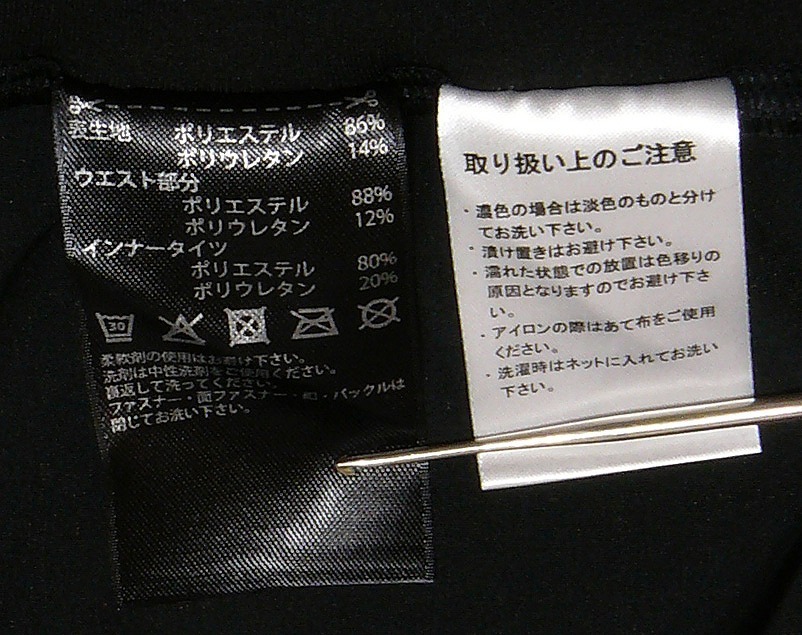 表生地 ポリエステル 86%
ポリウレタン 14%
ウエスト部分
ポリエステル 88%
ポリウレタン 12%
インナータイツ
ポリエステル 80%
ポリウレタン 20%
30
柔軟剤の使用はお避け下さい。
洗剤は中性洗剤をご使用ください。
裏返して洗ってください。
ファスナー・面ファスナー・釦・バックルは
閉じてお洗い下さい。
取り扱い上のご注意
・濃色の場合は淡色のものと分け
てお洗い下さい。
・漬け置きはお避け下さい。
・濡れた状態での放置は色移りの
原因となりますのでお避け下さ
い。
・アイロンの際はあて布をご使用
ください。
・洗濯時はネットに入れてお洗い
下さい。